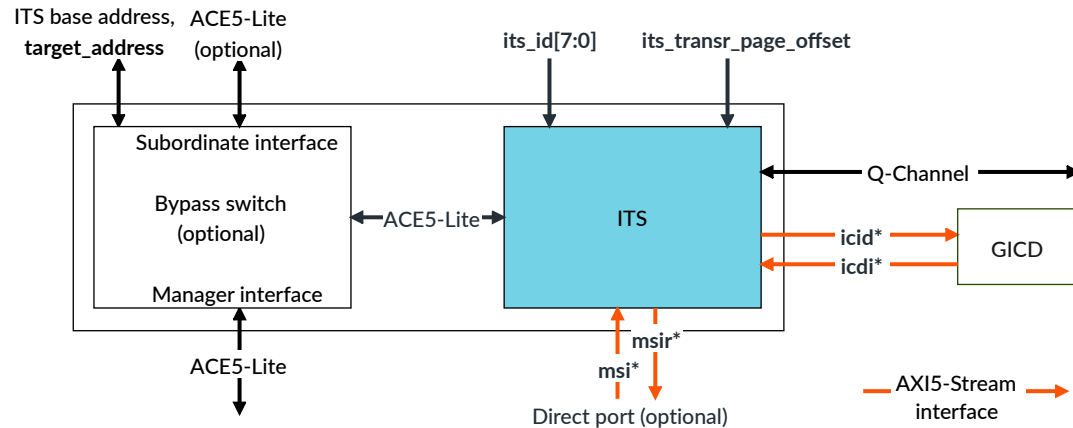 ITS base address,
target_address
ACE5-Lite
(optional)
its_id[7:0]
its_transr_page_offset
Subordinate interface
Bypass switch
(optional)
Manager interface
ACE5-Lite
ITS
Q-Channel
icid*
icdi*
GICD
ACE5-Lite
msir*
msi*
Direct port (optional)
AXI5-Stream
interface